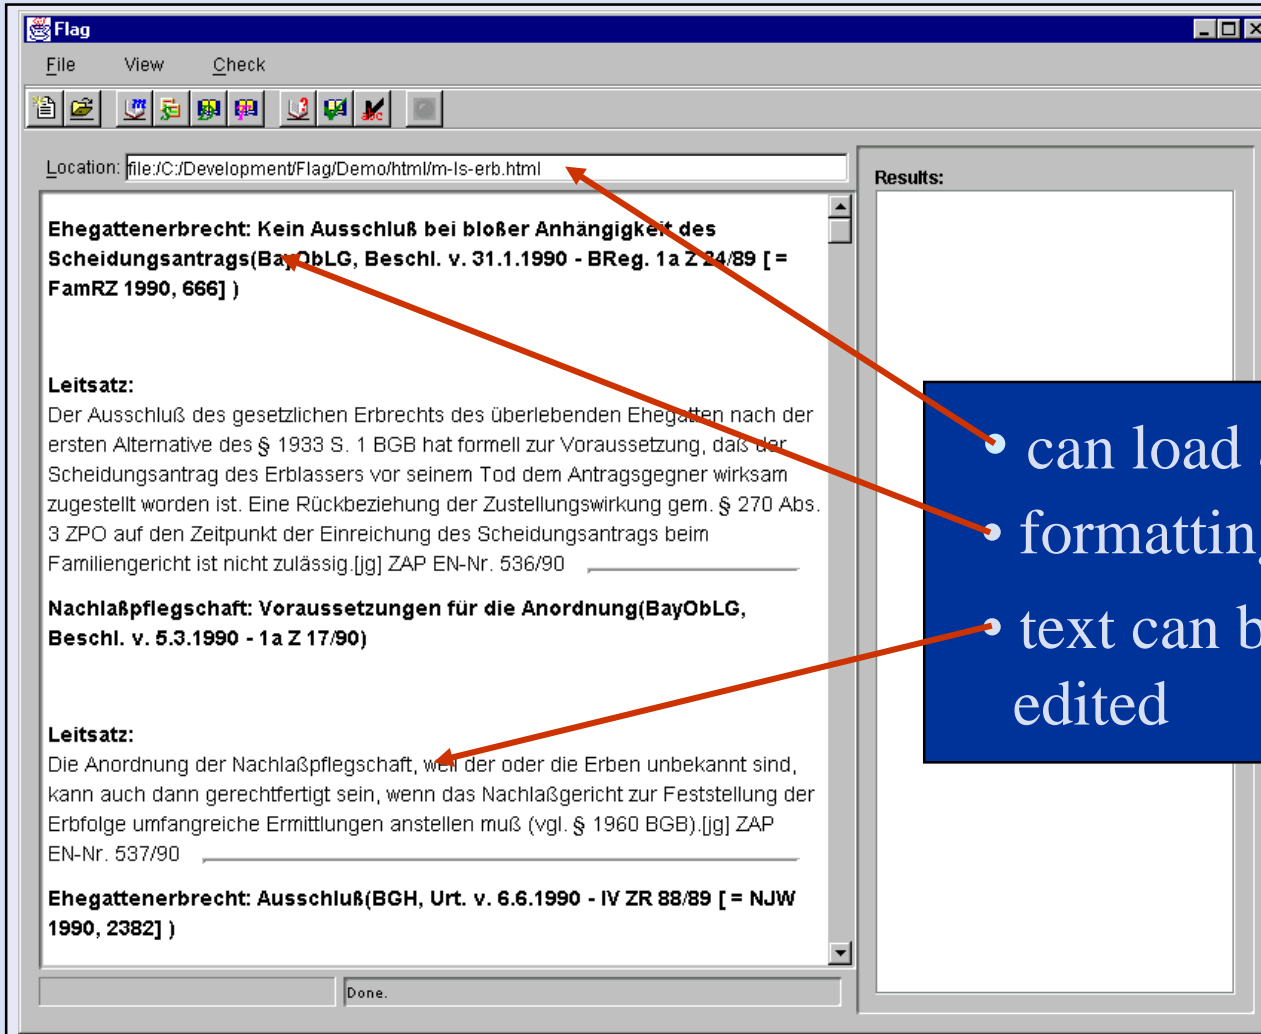 Flag
File View Check
Location: file:/C:/Development/Flag/Demo/html/m-ls-erb.html
Results:
Ehegattenerbrecht: Kein Ausschluß bei bloßer Anhängigkeit des
Scheidungsantrags(BayObLG, Beschl. v. 31.1.1990 - BReg. 1a Z 24/89 [ =
FamRZ 1990, 666] )
Leitsatz:
Der Ausschluß des gesetzlichen Erbrechts des überlebenden Ehegatten nach der
ersten Alternative des § 1933 S. 1 BGB hat formell zur Voraussetzung, daß der
Scheidungsantrag des Erblassers vor seinem Tod dem Antragsgegner wirksam
zugestellt worden ist. Eine Rückbeziehung der Zustellungswirkung gem. § 270 Abs.
3 ZPO auf den Zeitpunkt der Einreichung des Scheidungsantrags beim
Familiengericht ist nicht zulässig.[jg] ZAP EN-Nr. 536/90
Nachlaßpflegschaft: Voraussetzungen für die Anordnung(BayObLG,
Beschl. v. 5.3.1990 - 1a Z 17/90)
Leitsatz:
Die Anordnung der Nachlaßpflegschaft, weil der oder die Erben unbekannt sind,
kann auch dann gerechtfertigt sein, wenn das Nachlaßgericht zur Feststellung der
Erbfolge umfangreiche Ermittlungen anstellen muß (vgl. § 1960 BGB).[jg] ZAP
EN-Nr. 537/90
Ehegattenerbrecht: Ausschluß(BGH, Urt. v. 6.6.1990 - IV ZR 88/89 [ = NJW
1990, 2382] )
Done.
• can load
• formatting
• text can b
edited